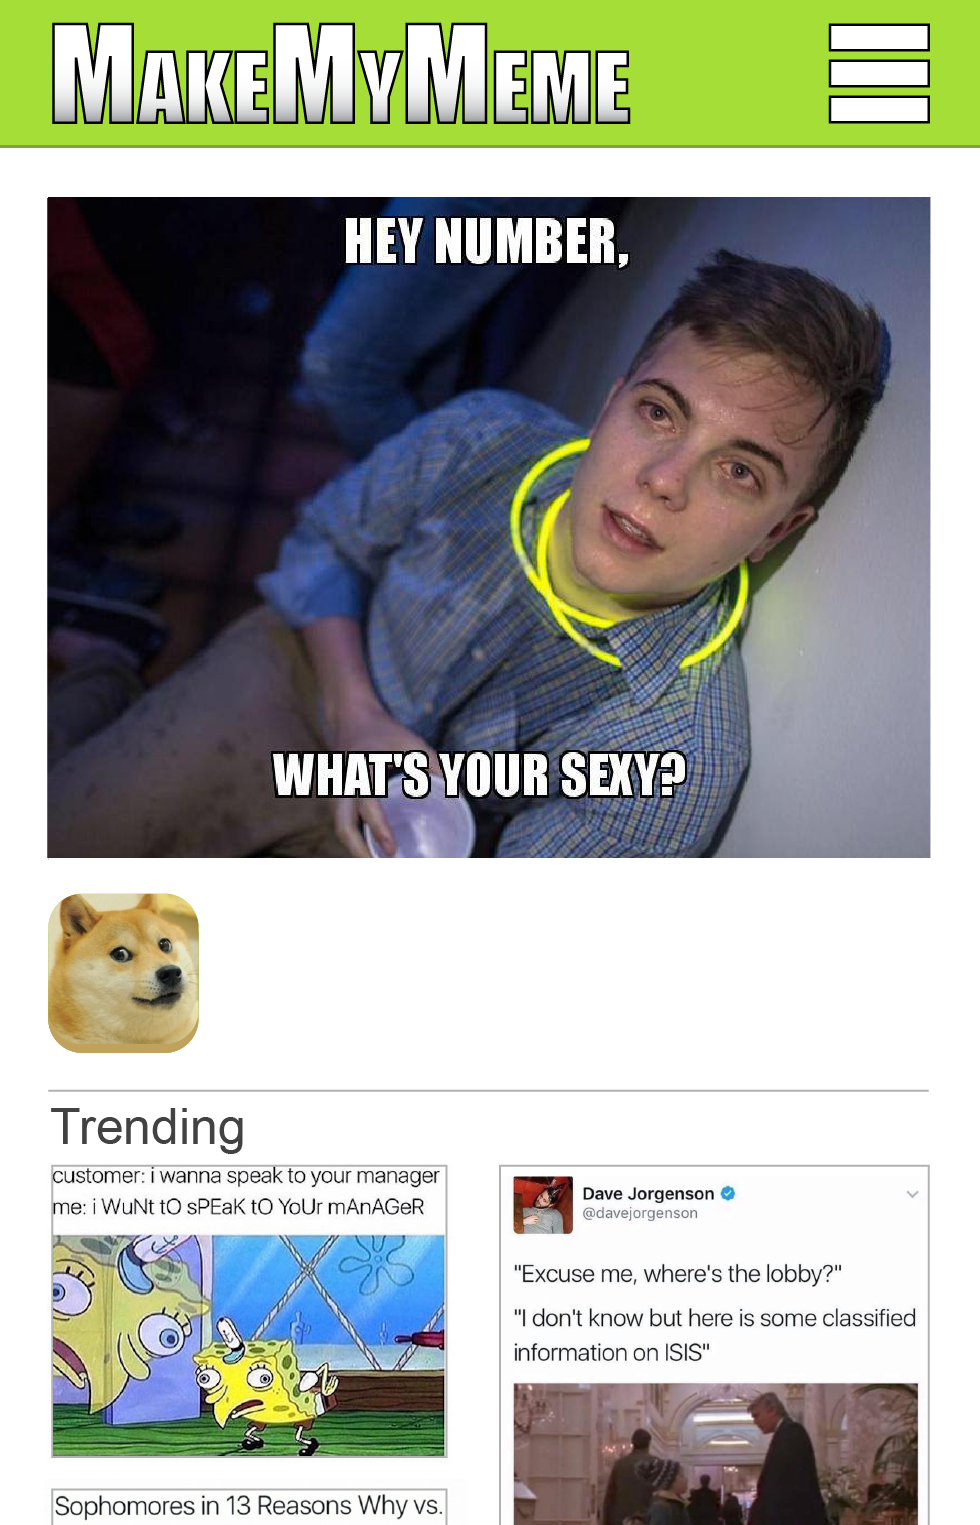 MAKEMYMEME
HEY NUMBER,
WHAT'S YOUR SEXY?
Trending
customer: i wanna speak to your manager
me: i WuNt tO sPEaK tO YoUr mAnAGeR
Sophomores in 13 Reasons Why vs.
Dave Jorgenson
@davejorgenson
"Excuse me, where's the lobby?"
"I don't know but here is some classified
information on ISIS"